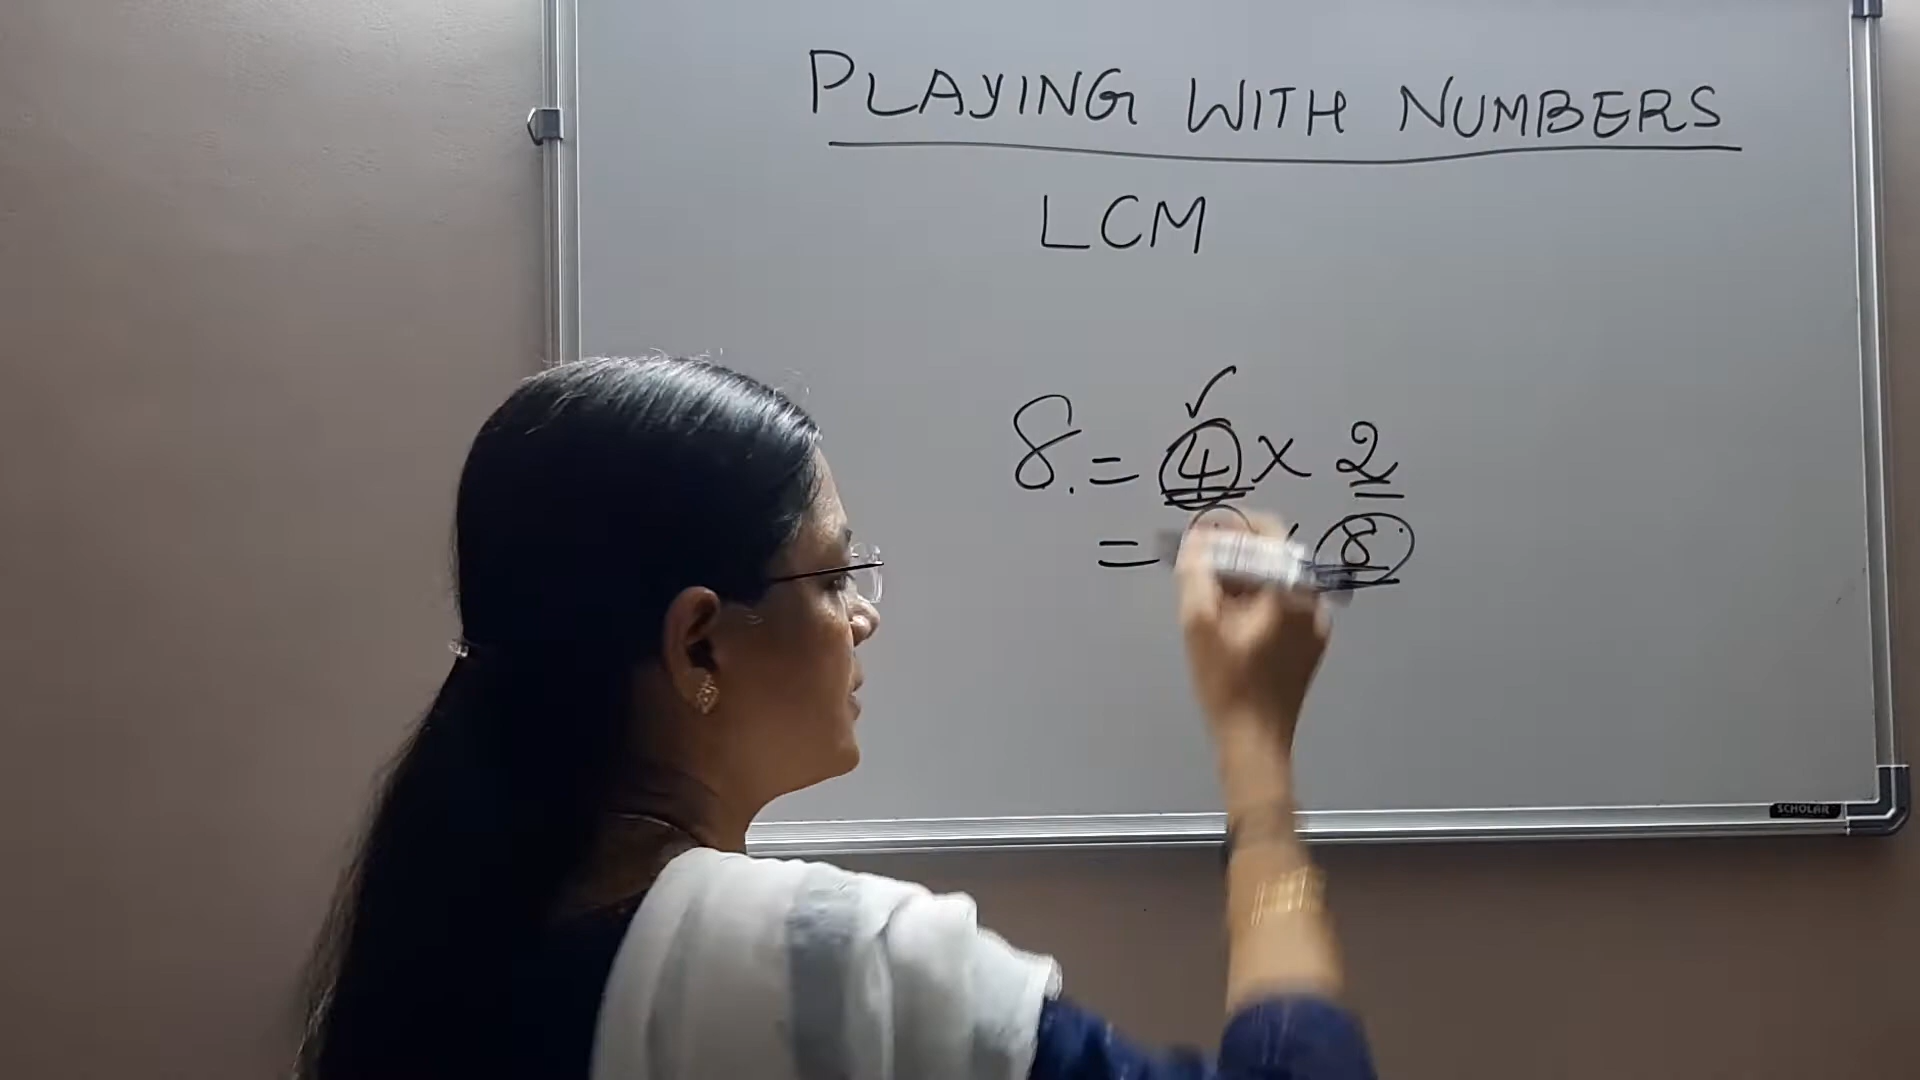 PLAYING WITH NUMBERS
LCM
8. = 4 x 2
= 8
SCHOLAR